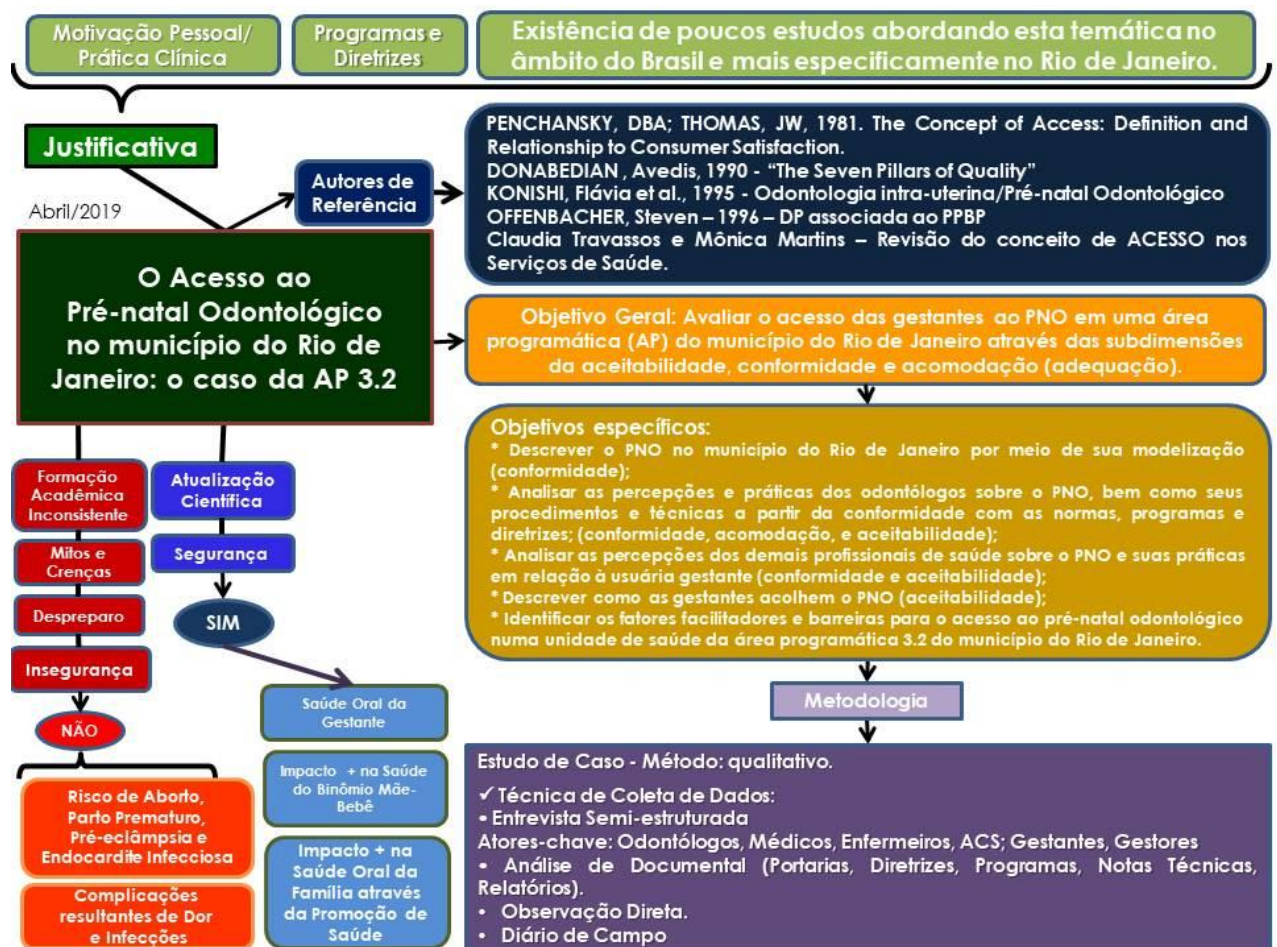 Motivação Pessoal/
Prática Clínica
Programas e
Diretrizes
Existência de poucos estudos abordando esta temática no
âmbito do Brasil e mais especificamente no Rio de Janeiro.
Justificativa
Abril/2019
Autores de
Referência
PENCHANSKY, DBA; THOMAS, JW, 1981. The Concept of Access: Definition and
Relationship to Consumer Satisfaction.
DONABEDIAN , Avedis, 1990 - “The Seven Pillars of Quality”
KONISHI, Flávia et al., 1995 - Odontologia intra-uterina/Pré-natal Odontológico
OFFENBACHER, Steven – 1996 – DP associada ao PPBP
Claudia Travassos e Mônica Martins – Revisão do conceito de ACESSO nos
Serviços de Saúde.
O Acesso ao
Pré-natal Odontológico
no município do Rio de
Janeiro: o caso da AP 3.2
Objetivo Geral: Avaliar o acesso das gestantes ao PNO em uma área
programática (AP) do município do Rio de Janeiro através das subdimensões
da aceitabilidade, conformidade e acomodação (adequação).
Objetivos específicos:
* Descrever o PNO no município do Rio de Janeiro por meio de sua modelização
(conformidade);
* Analisar as percepções e práticas dos odontólogos sobre o PNO, bem como seus
procedimentos e técnicas a partir da conformidade com as normas, programas e
diretrizes; (conformidade, acomodação, e aceitabilidade);
* Analisar as percepções dos demais profissionais de saúde sobre o PNO e suas práticas
em relação à usuária gestante (conformidade e aceitabilidade);
* Descrever como as gestantes acolhem o PNO (aceitabilidade);
* Identificar os fatores facilitadores e barreiras para o acesso ao pré-natal odontológico
numa unidade de saúde da área programática 3.2 do município do Rio de Janeiro.
Formação
Acadêmica
Inconsistente
Mitos e
Crenças
Despreparo
Insegurança
NÃO
Risco de Aborto,
Parto Prematuro,
Pré-eclâmpsia e
Endocardite Infecciosa
Complicações
resultantes de Dor
e Infecções
Atualização
Científica
Segurança
SIM
Saúde Oral da
Gestante
Impacto + na Saúde
do Binômio Mãe-
Bebê
Impacto + na
Saúde Oral da
Família através
da Promoção de
Saúde
Metodologia
Estudo de Caso - Método: qualitativo.
✓ Técnica de Coleta de Dados:
• Entrevista Semi-estruturada
Atores-chave: Odontólogos, Médicos, Enfermeiros, ACS; Gestantes, Gestores
• Análise de Documental (Portarias, Diretrizes, Programas, Notas Técnicas,
Relatórios).
• Observação Direta.
• Diário de Campo